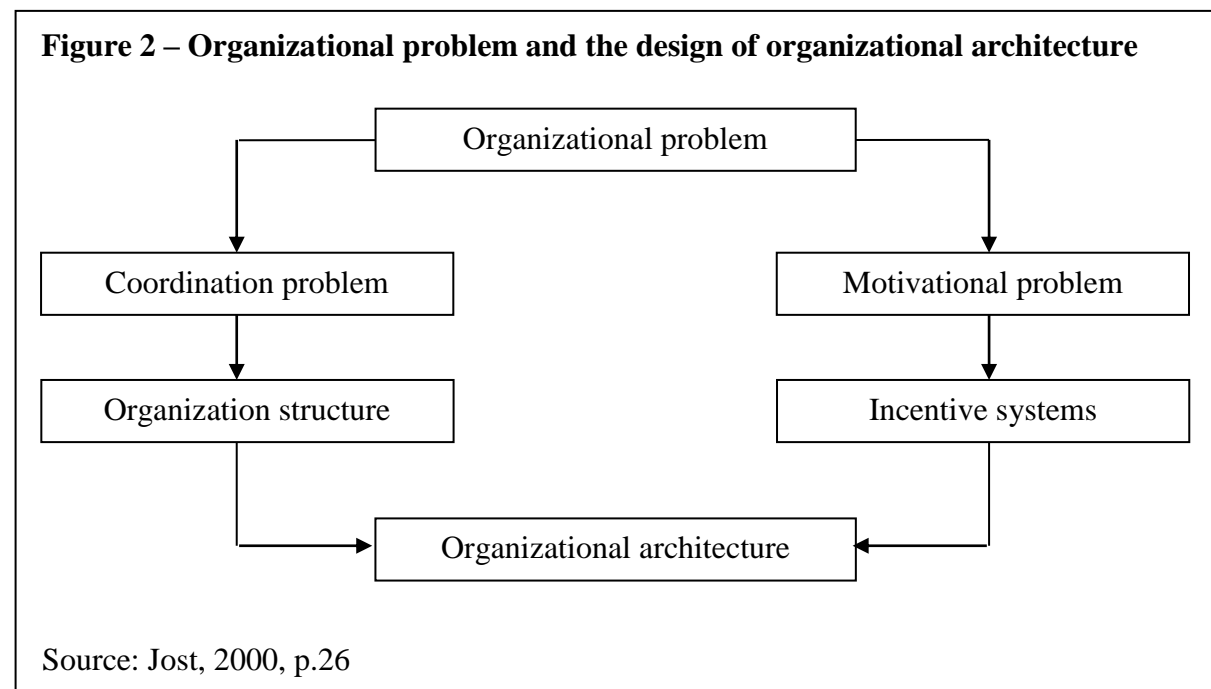 Figure 2 – Organizational problem and the design of organizational architecture
Organizational problem
Coordination problem
Motivational problem
Organization structure
Incentive systems
Organizational architecture
Source: Jost, 2000, p.26